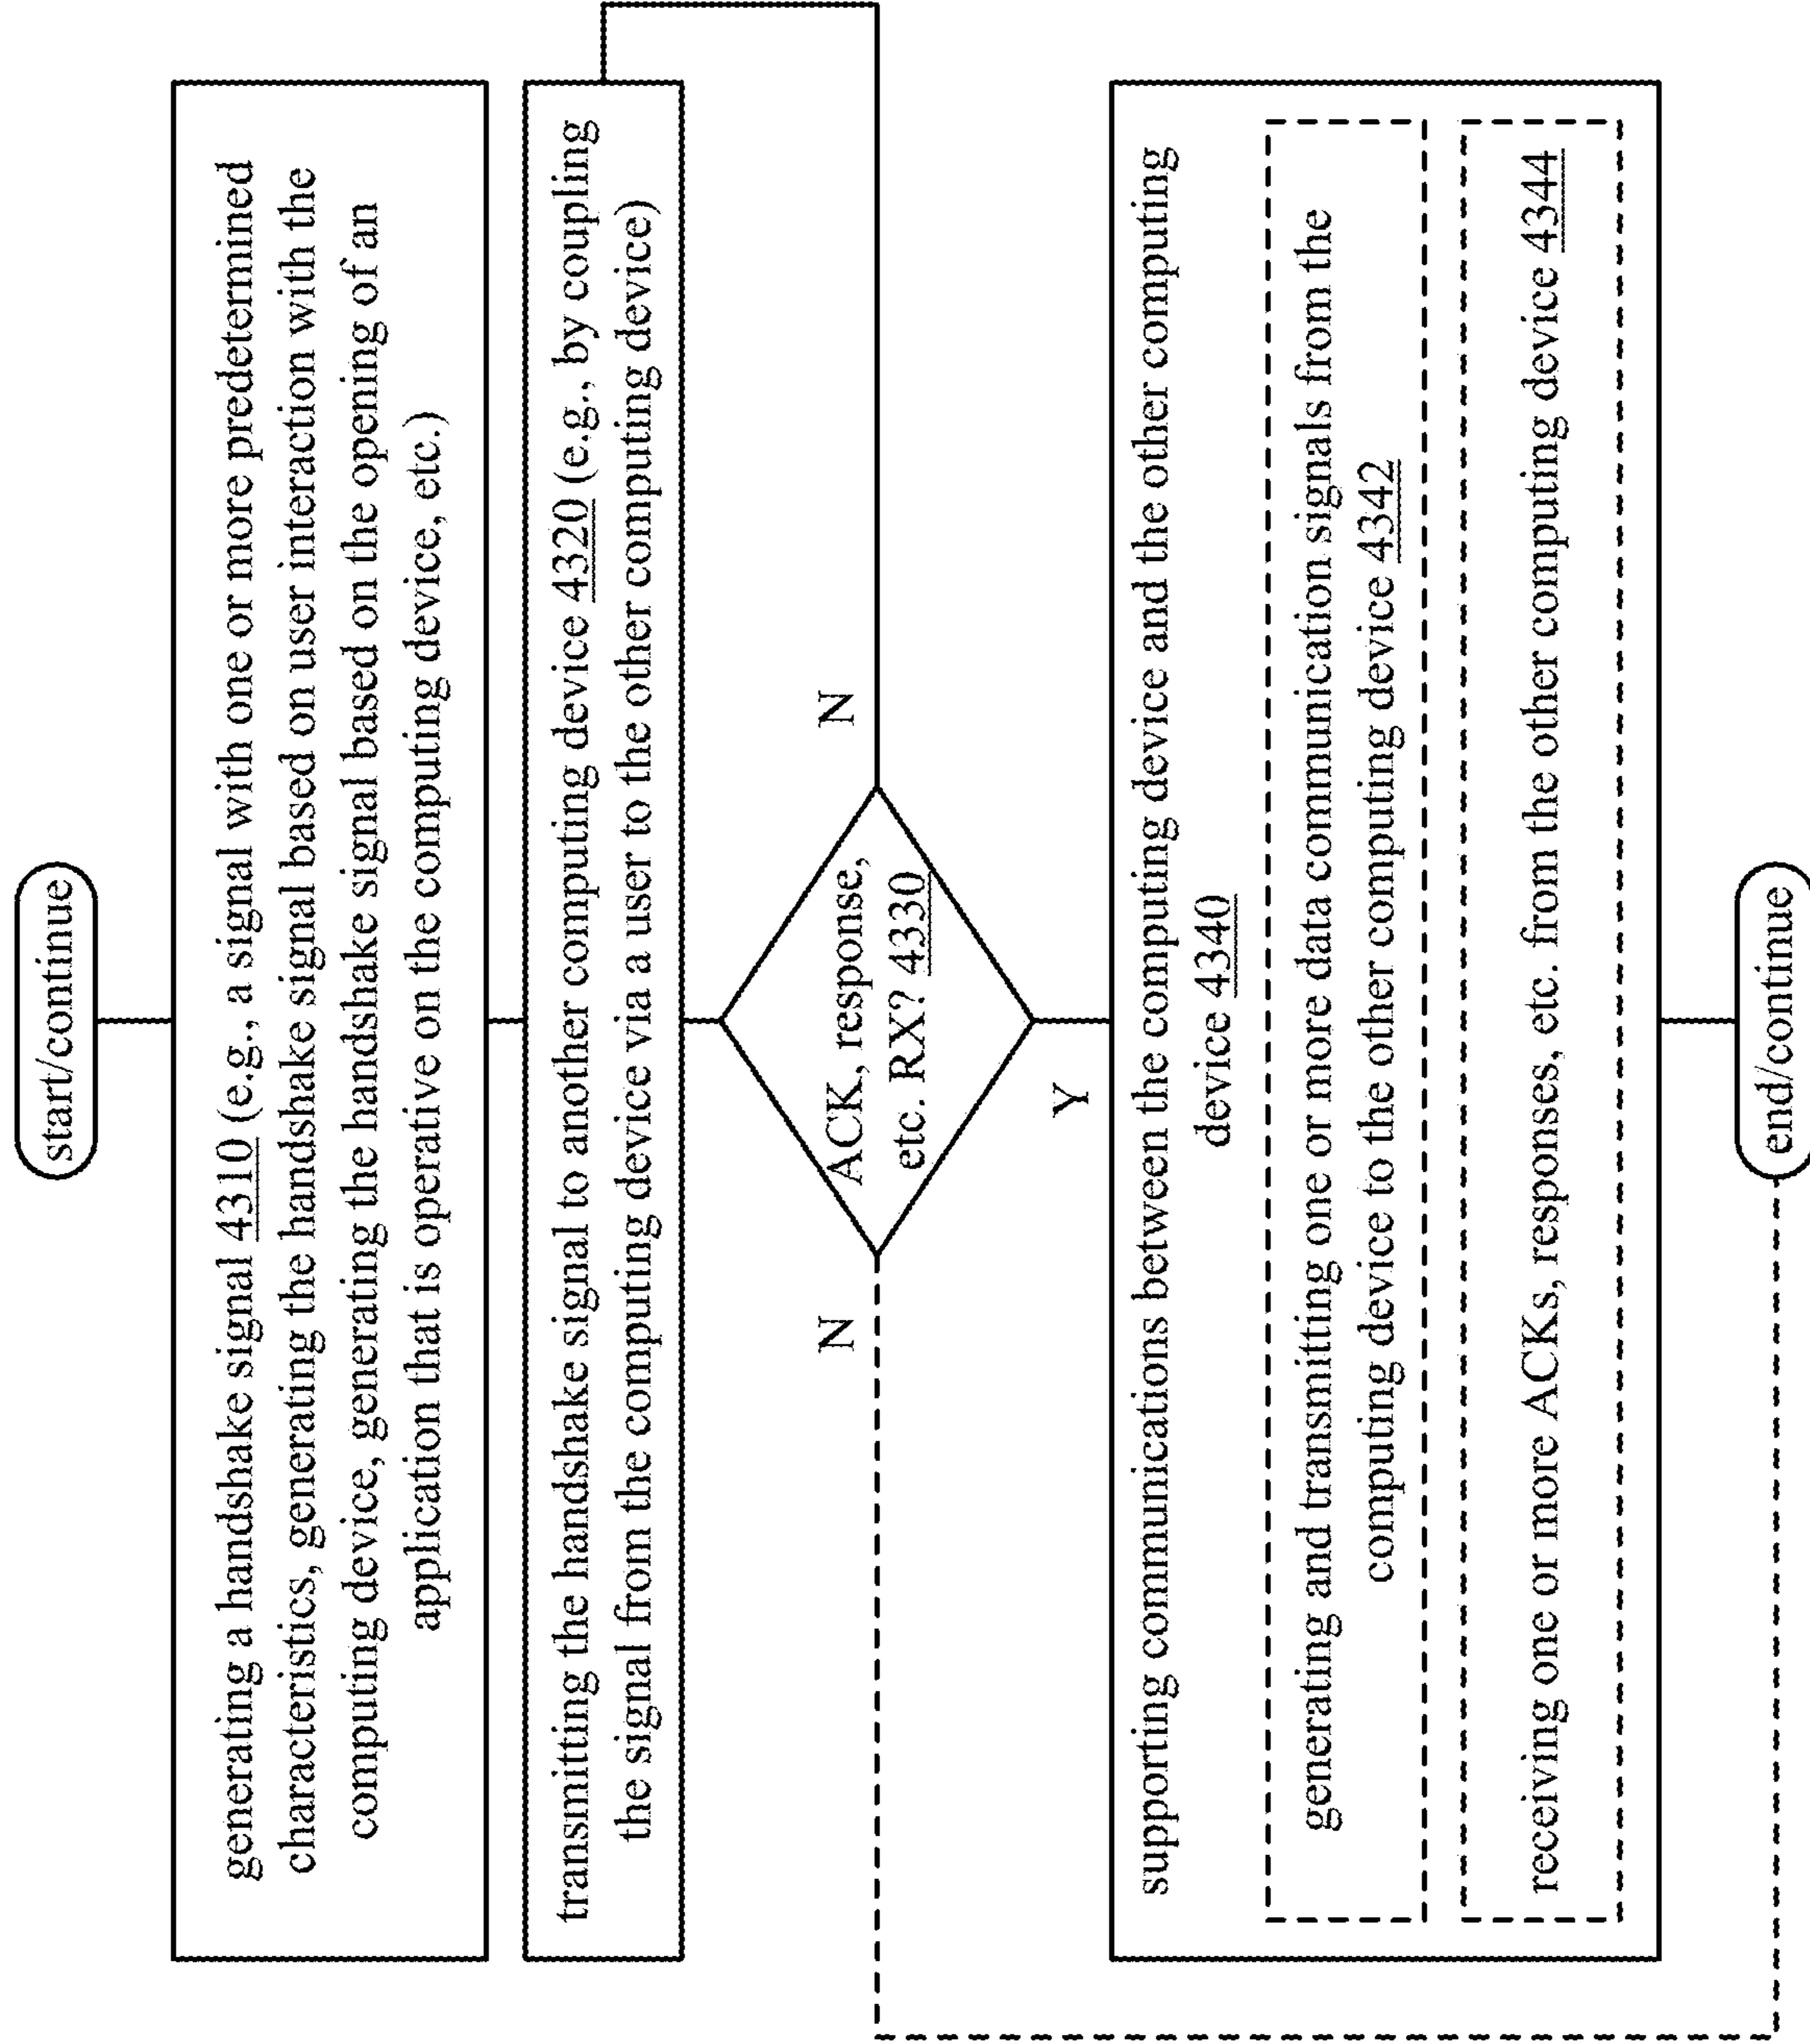 start/continue
generating a handshake signal 4310 (e.g., a signal with one or more predetermined
characteristics, generating the handshake signal based on user interaction with the
computing device, generating the handshake signal based on the opening of an
application that is operative on the computing device, etc.)
transmitting the handshake signal to another computing device 4320 (e.g., by coupling
the signal from the computing device via a user to the other computing device)
N
ACK, response,
etc. RX? 4330
N
Y
supporting communications between the computing device and the other computing
device 4340
generating and transmitting one or more data communication signals from the
computing device to the other computing device 4342
receiving one or more ACKs, responses, etc. from the other computing device 4344
end/continue